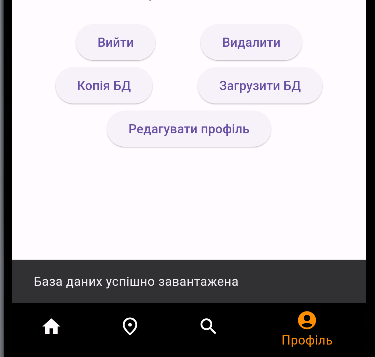 Вийти Видалити
Копія БД Загрузити БД
Редагувати профіль
База даних успішно завантажена
Профіль